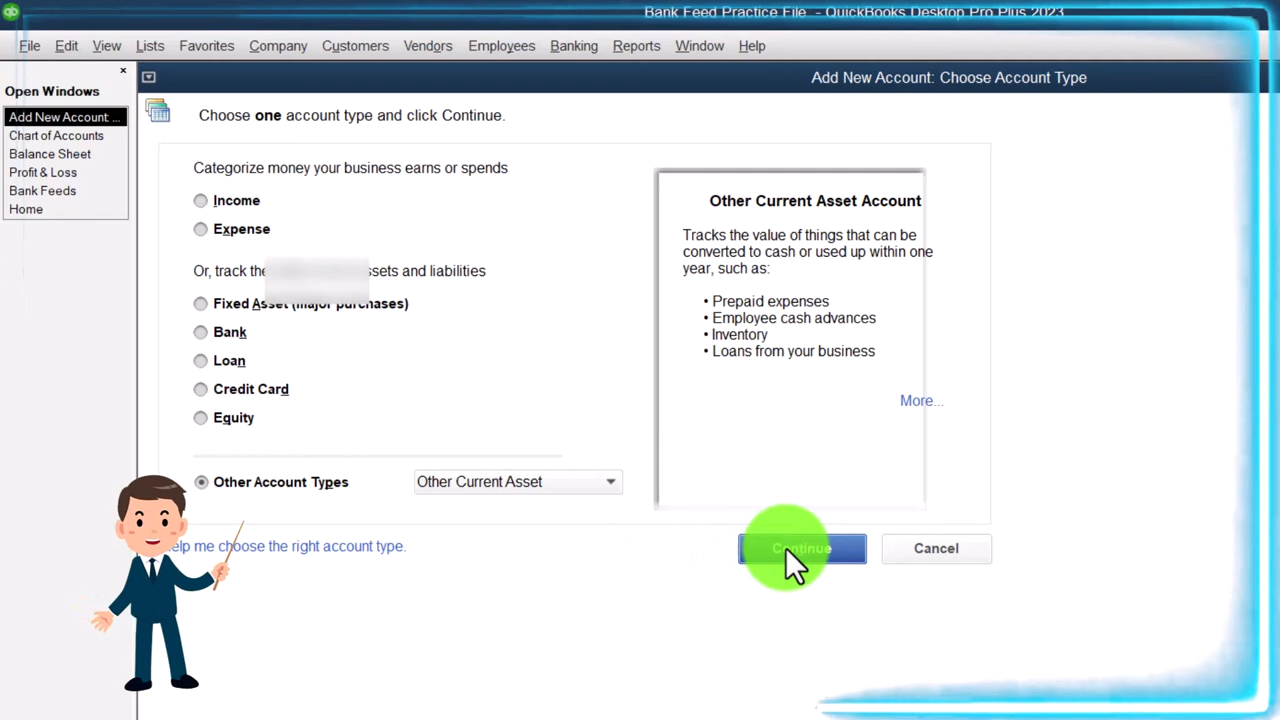 Bank Feed Practice File - QuickBooks Desktop Pro Plus 2023
File Edit View Lists Favorites Company Customers Vendors Employees Banking Reports Window Help
Open Windows
Add New Account: ...
Chart of Accounts
Balance Sheet
Profit & Loss
Bank Feeds
Home
Add New Account: Choose Account Type
Choose one account type and click Continue.
Categorize money your business earns or spends
Income
Expense
Or, track the ssets and liabilities
Fixed Asset (major purchases)
Bank
Loan
Credit Card
Equity
Other Account Types Other Current Asset
Other Current Asset Account
Tracks the value of things that can be
converted to cash or used up within one
year, such as:
• Prepaid expenses
• Employee cash advances
• Inventory
• Loans from your business
More...
elp me choose the right account type.
Continue Cancel